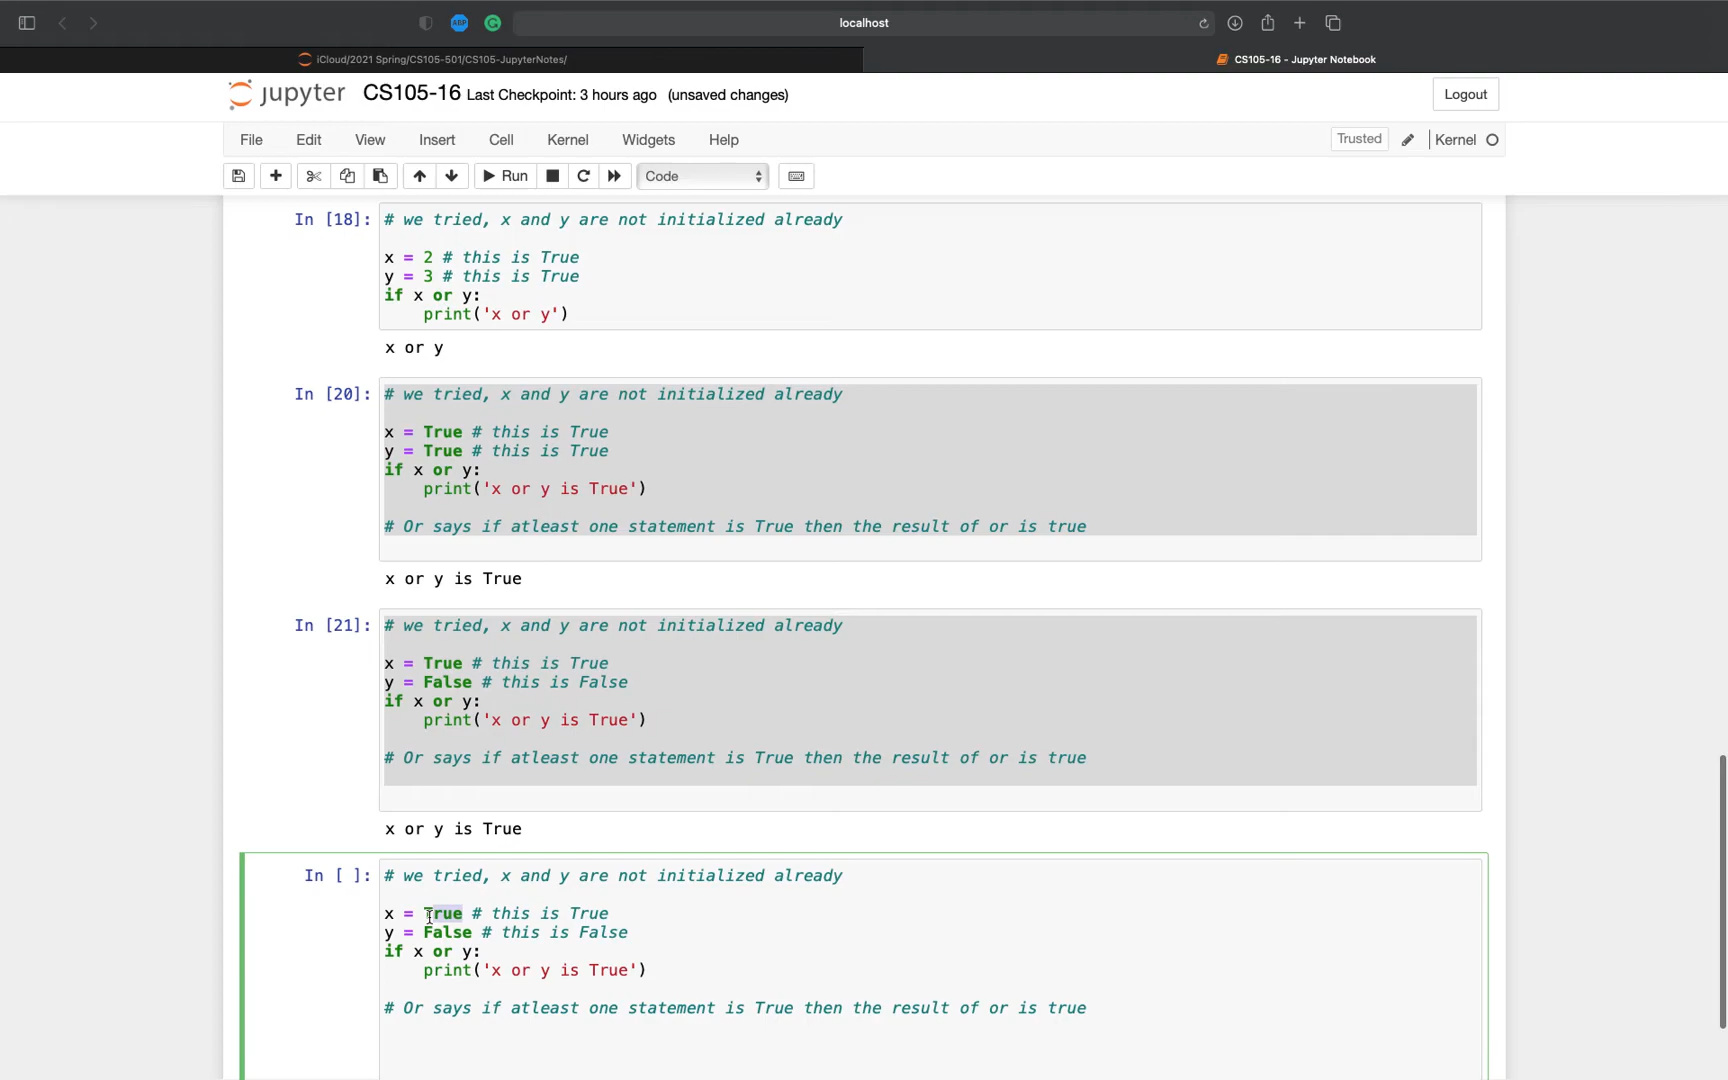 localhost
ABP
iCloud/2021 Spring/CS105-501/CS105-JupyterNotes/
CS105-16 - Jupyter Notebook
jupyter CS105-16 Last Checkpoint: 3 hours ago (unsaved changes)
Logout
File Edit View Insert Cell Kernel Widgets Help
Trusted Kernel
Run Code
In [18]: # we tried, x and y are not initialized already
x = 2 # this is True
y = 3 # this is True
if x or y:
print('x or y')
x or y
In [20]: # we tried, x and y are not initialized already
x = True # this is True
y = True # this is True
if x or y:
print('x or y is True')
# Or says if atleast one statement is True then the result of or is true
x or y is True
In [21]: # we tried, x and y are not initialized already
x = True # this is True
y = False # this is False
if x or y:
print('x or y is True')
# Or says if atleast one statement is True then the result of or is true
x or y is True
In [ ]: # we tried, x and y are not initialized already
x = True # this is True
y = False # this is False
if x or y:
print('x or y is True')
# Or says if atleast one statement is True then the result of or is true